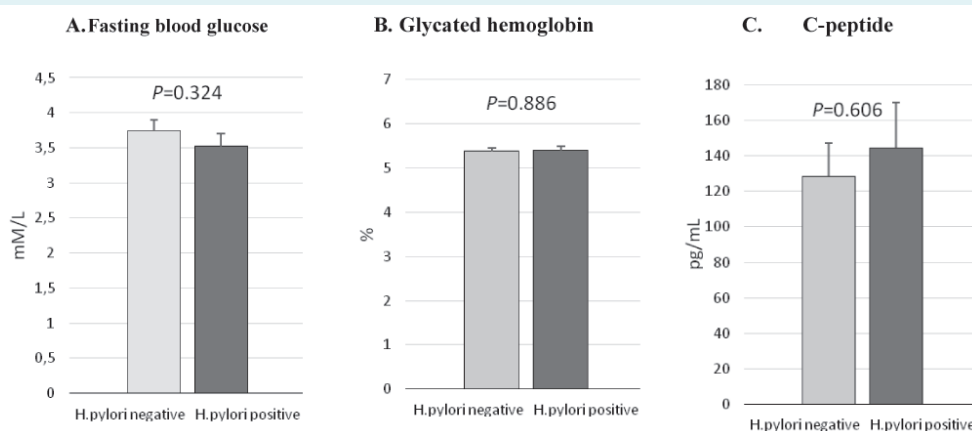 A. Fasting blood glucose
4,5
4
3,5
3
2,5
2
1,5
1
0,5
0
mM/L
P=0.324
H.pylori negative H.pylori positive
B. Glycated hemoglobin
7
6
5
4
3
2
1
0
%
P=0.886
H.pylori negative H.pylori positive
C. C-peptide
180
160
140
120
100
80
60
40
20
0
pg/mL
P=0.606
H.pylori negative H.pylori positive